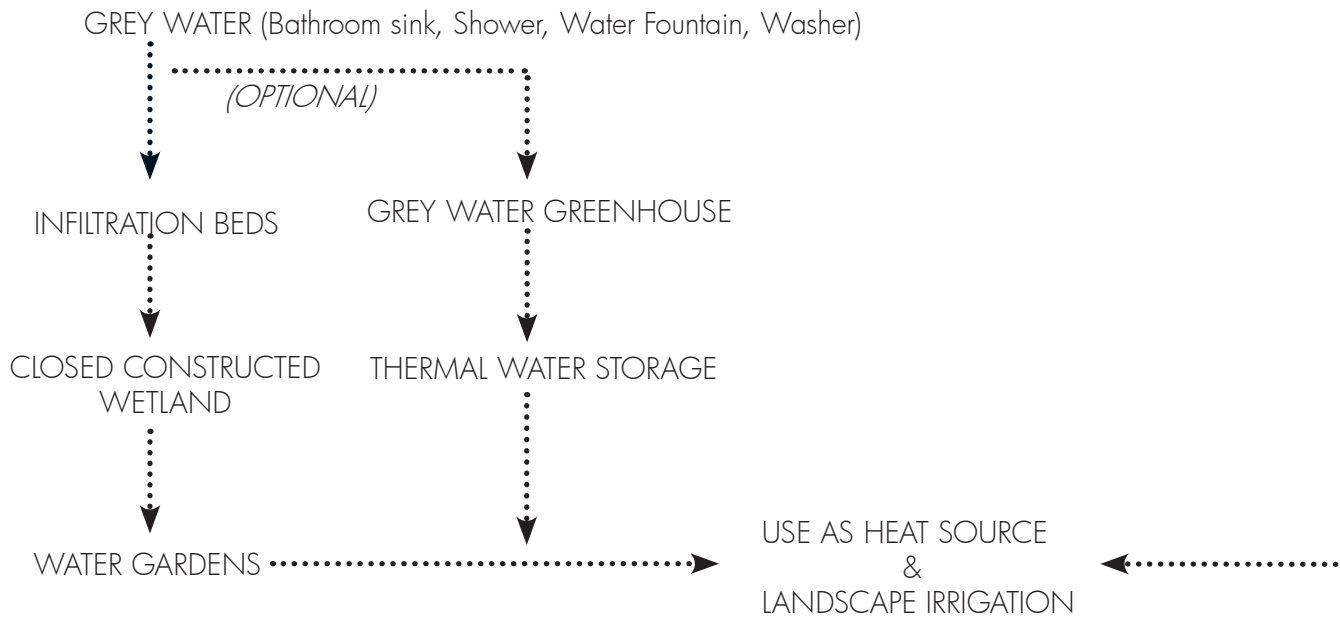 GREY WATER (Bathroom sink, Shower, Water Fountain, Washer)
(OPTIONAL)
INFILTRATION BEDS
GREY WATER GREENHOUSE
CLOSED CONSTRUCTED
WETLAND
THERMAL WATER STORAGE
WATER GARDENS
USE AS HEAT SOURCE
&
LANDSCAPE IRRIGATION